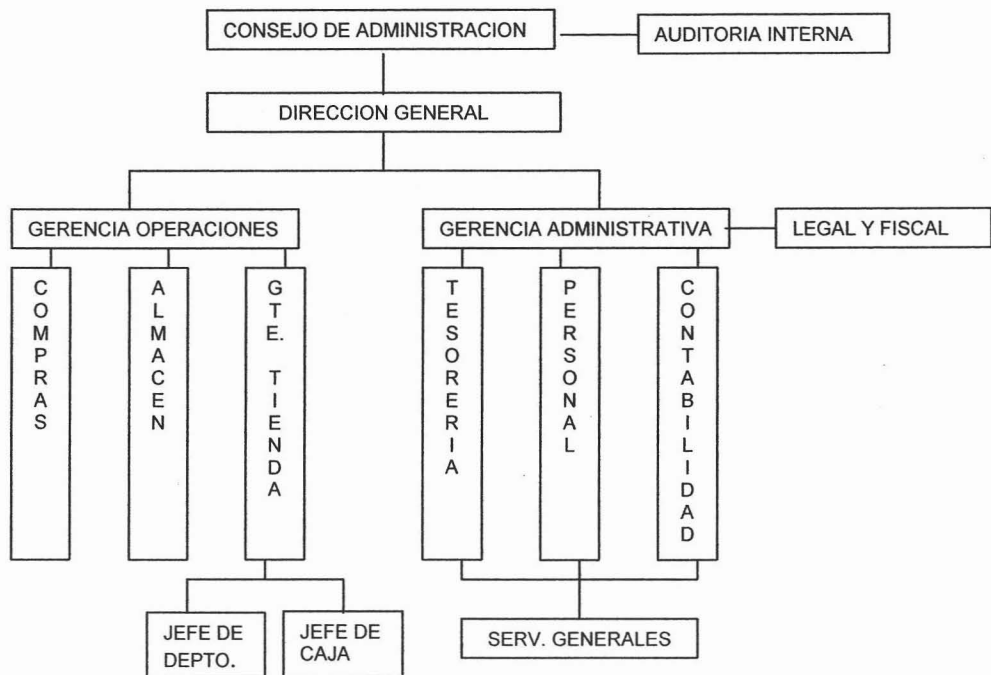 CONSEJO DE ADMINISTRACION
AUDITORIA INTERNA
DIRECCION GENERAL
GERENCIA OPERACIONES
GERENCIA ADMINISTRATIVA
LEGAL Y FISCAL
COMPRAS
ALMACEN
GTE. TIENDA
TESORERIA
PERSONAL
CONTABILIDAD
JEFE DE
DEPTO.
JEFE DE
CAJA
SERV. GENERALES